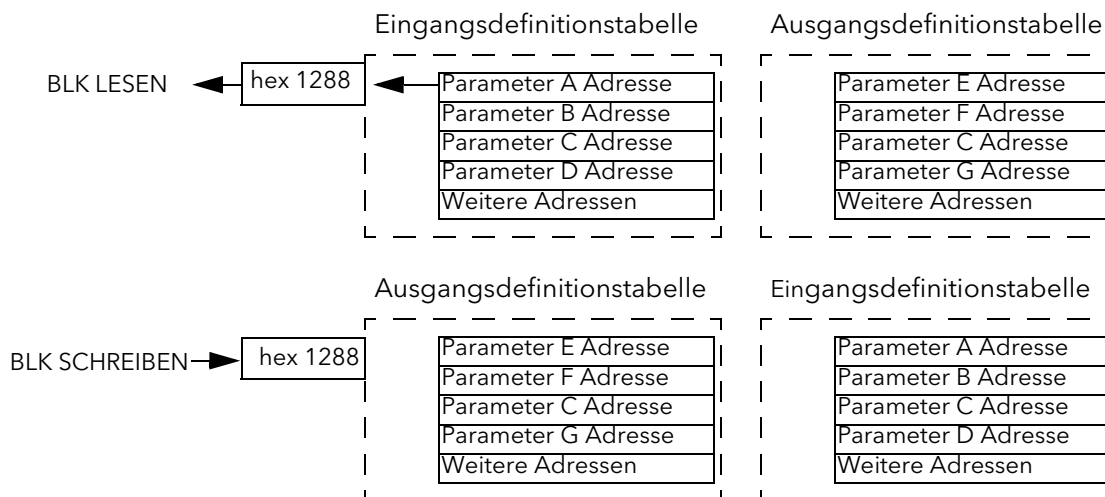 Eingangsdefinitionstabelle
Ausgangsdefinitionstabelle
BLK LESEN
hex 1288
Parameter A Adresse
Parameter B Adresse
Parameter C Adresse
Parameter D Adresse
Weitere Adressen
Parameter E Adresse
Parameter F Adresse
Parameter C Adresse
Parameter G Adresse
Weitere Adressen
Ausgangsdefinitionstabelle
Eingangsdefinitionstabelle
BLK SCHREIBEN
hex 1288
Parameter E Adresse
Parameter F Adresse
Parameter C Adresse
Parameter G Adresse
Weitere Adressen
Parameter A Adresse
Parameter B Adresse
Parameter C Adresse
Parameter D Adresse
Weitere Adressen